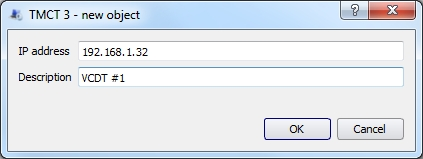 TMCT 3 - new object
IP address 192.168.1.32
Description VCDT #1
OK Cancel